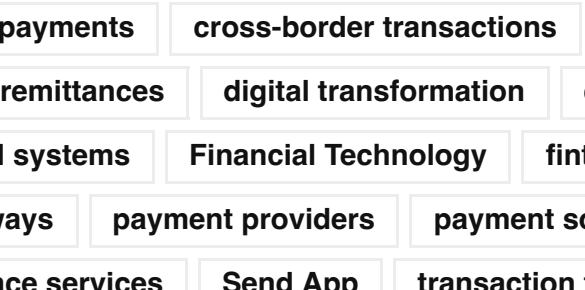 payments cross-border transactions
remittances digital transformation
systems Financial Technology
payment providers payment
services Send App transaction